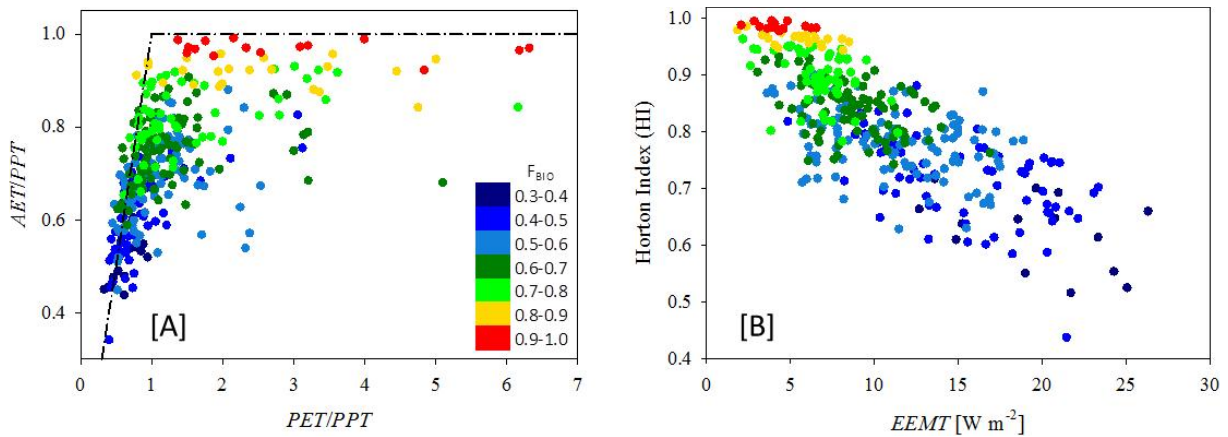 1.0
0.8
0.6
0.4
AET/PPT
[A]
F_BIO
0.3-0.4
0.4-0.5
0.5-0.6
0.6-0.7
0.7-0.8
0.8-0.9
0.9-1.0
0 1 2 3 4 5 6 7
PET/PPT
1.0
0.9
0.8
0.7
0.6
0.5
0.4
Horton Index (HI)
[B]
0 5 10 15 20 25 30
EEMT [W m⁻²]